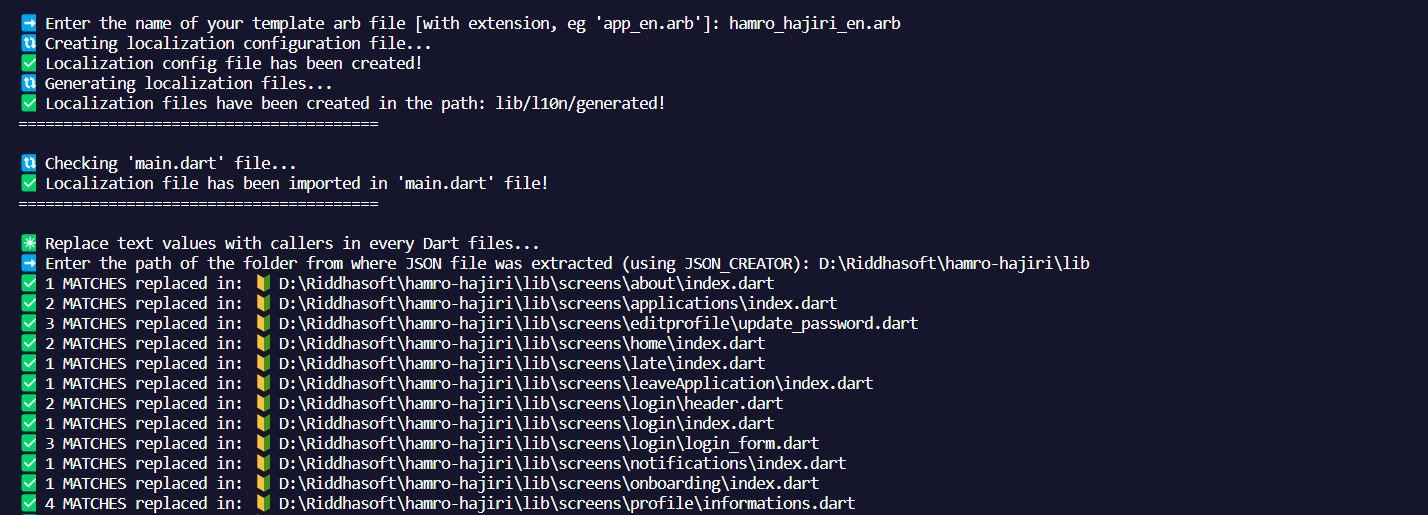 ➡️ Enter the name of your template arb file [with extension, eg 'app_en.arb']: hamro_hajiri_en.arb
🔃 Creating localization configuration file...
✅ Localization config file has been created!
🔃 Generating localization files...
✅ Localization files have been created in the path: lib/l10n/generated!
========================================
🔃 Checking 'main.dart' file...
✅ Localization file has been imported in 'main.dart' file!
========================================
✳️ Replace text values with callers in every Dart files...
➡️ Enter the path of the folder from where JSON file was extracted (using JSON_CREATOR): D:\Riddhasoft\hamro-hajiri\lib
✅ 1 MATCHES replaced in: 🔰 D:\Riddhasoft\hamro-hajiri\lib\screens\about\index.dart
✅ 2 MATCHES replaced in: 🔰 D:\Riddhasoft\hamro-hajiri\lib\screens\applications\index.dart
✅ 3 MATCHES replaced in: 🔰 D:\Riddhasoft\hamro-hajiri\lib\screens\editprofile\update_password.dart
✅ 2 MATCHES replaced in: 🔰 D:\Riddhasoft\hamro-hajiri\lib\screens\home\index.dart
✅ 1 MATCHES replaced in: 🔰 D:\Riddhasoft\hamro-hajiri\lib\screens\late\index.dart
✅ 1 MATCHES replaced in: 🔰 D:\Riddhasoft\hamro-hajiri\lib\screens\leaveApplication\index.dart
✅ 2 MATCHES replaced in: 🔰 D:\Riddhasoft\hamro-hajiri\lib\screens\login\header.dart
✅ 1 MATCHES replaced in: 🔰 D:\Riddhasoft\hamro-hajiri\lib\screens\login\index.dart
✅ 3 MATCHES replaced in: 🔰 D:\Riddhasoft\hamro-hajiri\lib\screens\login\login_form.dart
✅ 1 MATCHES replaced in: 🔰 D:\Riddhasoft\hamro-hajiri\lib\screens\notifications\index.dart
✅ 1 MATCHES replaced in: 🔰 D:\Riddhasoft\hamro-hajiri\lib\screens\onboarding\index.dart
✅ 4 MATCHES replaced in: 🔰 D:\Riddhasoft\hamro-hajiri\lib\screens\profile\informations.dart